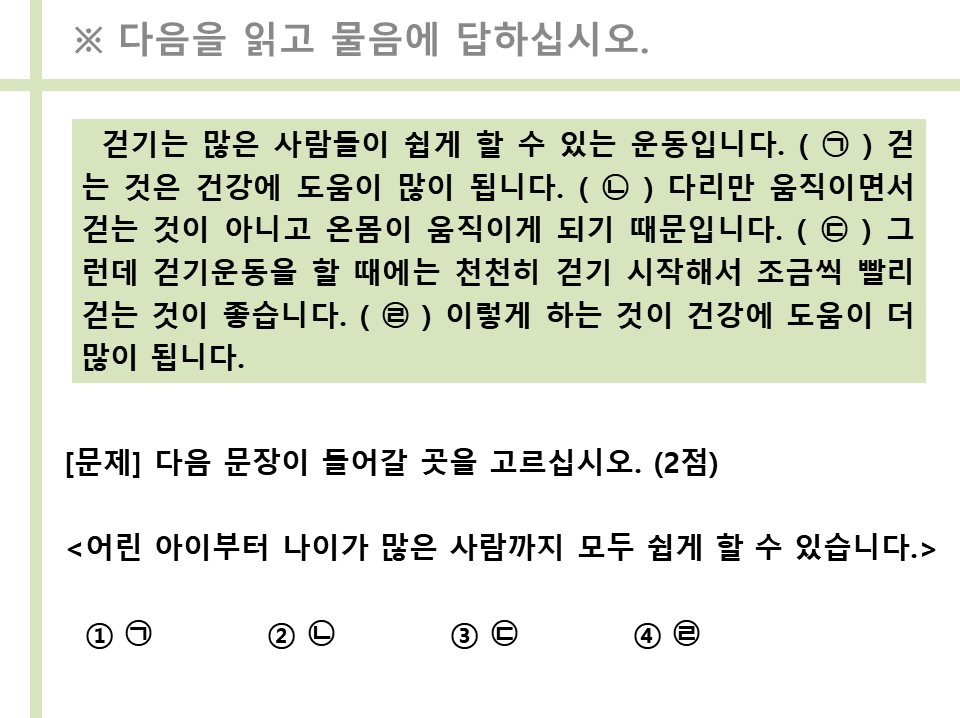 ※ 다음을 읽고 물음에 답하십시오.
걷기는 많은 사람들이 쉽게 할 수 있는 운동입니다. ( ㉠ ) 걷
는 것은 건강에 도움이 많이 됩니다. ( ㉡ ) 다리만 움직이면서
걷는 것이 아니고 온몸이 움직이게 되기 때문입니다. ( ㉢ ) 그
런데 걷기운동을 할 때에는 천천히 걷기 시작해서 조금씩 빨리
걷는 것이 좋습니다. ( ㉣ ) 이렇게 하는 것이 건강에 도움이 더
많이 됩니다.
[문제] 다음 문장이 들어갈 곳을 고르십시오. (2점)
<어린 아이부터 나이가 많은 사람까지 모두 쉽게 할 수 있습니다.>
① ㉠ ② ㉡ ③ ㉢ ④ ㉣